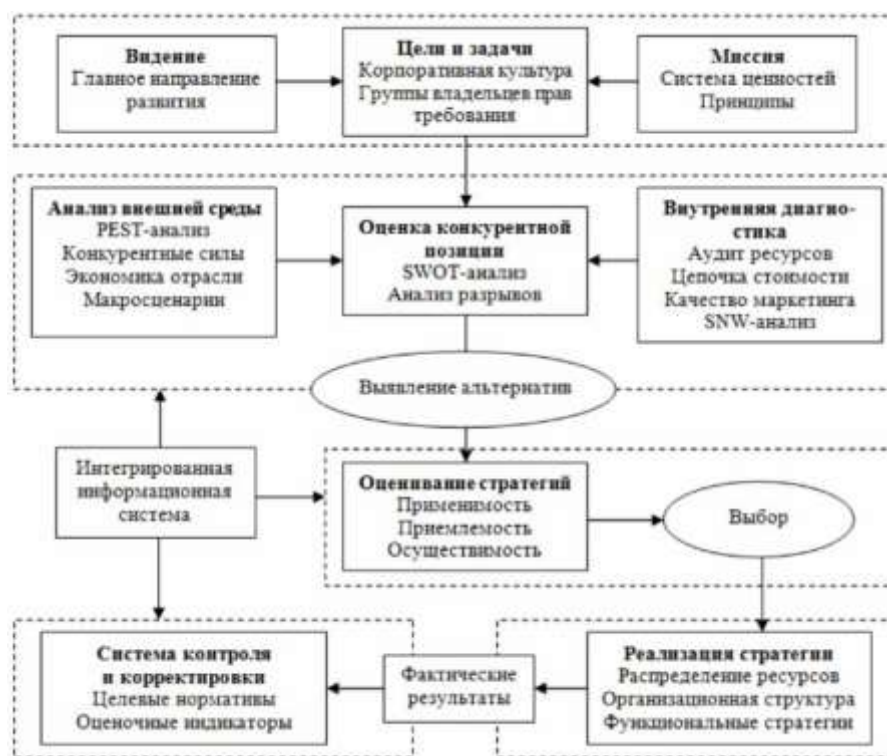 Видение
Главное направление
развития
Цели и задачи
Корпоративная культура
Группы владельцев прав
требования
Миссия
Система ценностей
Принципы
Анализ внешней среды
PEST-анализ
Конкурентные силы
Экономика отрасли
Макросценарии
Оценка конкурентной
позиции
SWOT-анализ
Анализ разрывов
Внутренняя диагно-
стика
Аудит ресурсов
Цепочка стоимости
Качество маркетинга
SNW-анализ
Выявление альтернатив
Интегрированная
информационная
система
Оценивание стратегий
Применимость
Приемлемость
Осуществимость
Выбор
Система контроля
и корректировки
Целевые нормативы
Оценочные индикаторы
Фактические
результаты
Реализация стратегии
Распределение ресурсов
Организационная структура
Функциональные стратегии